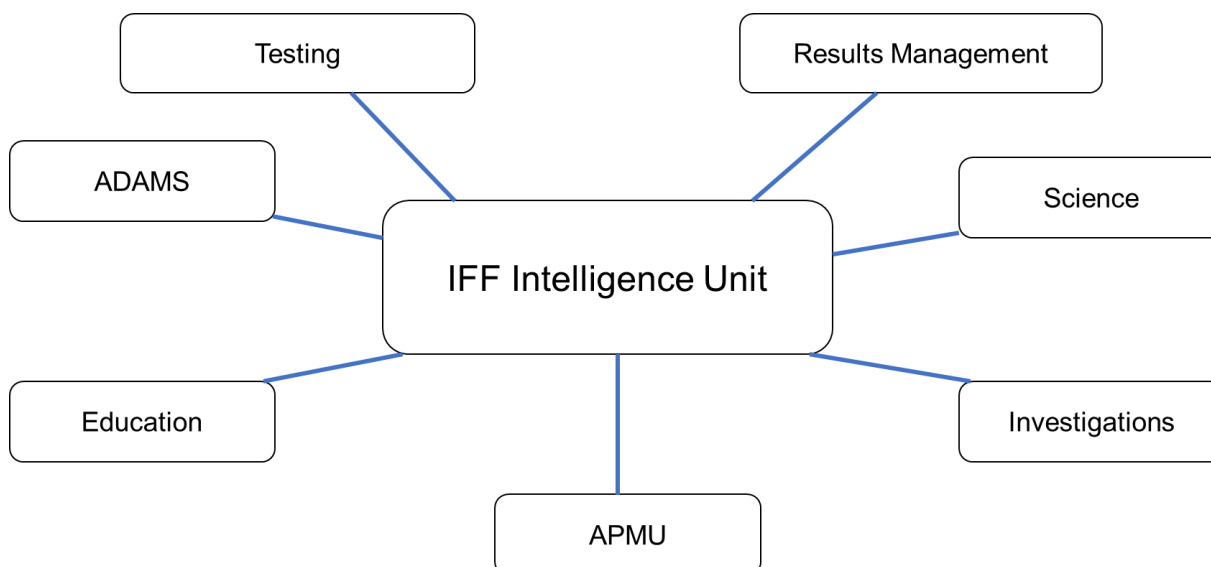 Testing
Results Management
ADAMS
Science
IFF Intelligence Unit
Education
Investigations
APMU